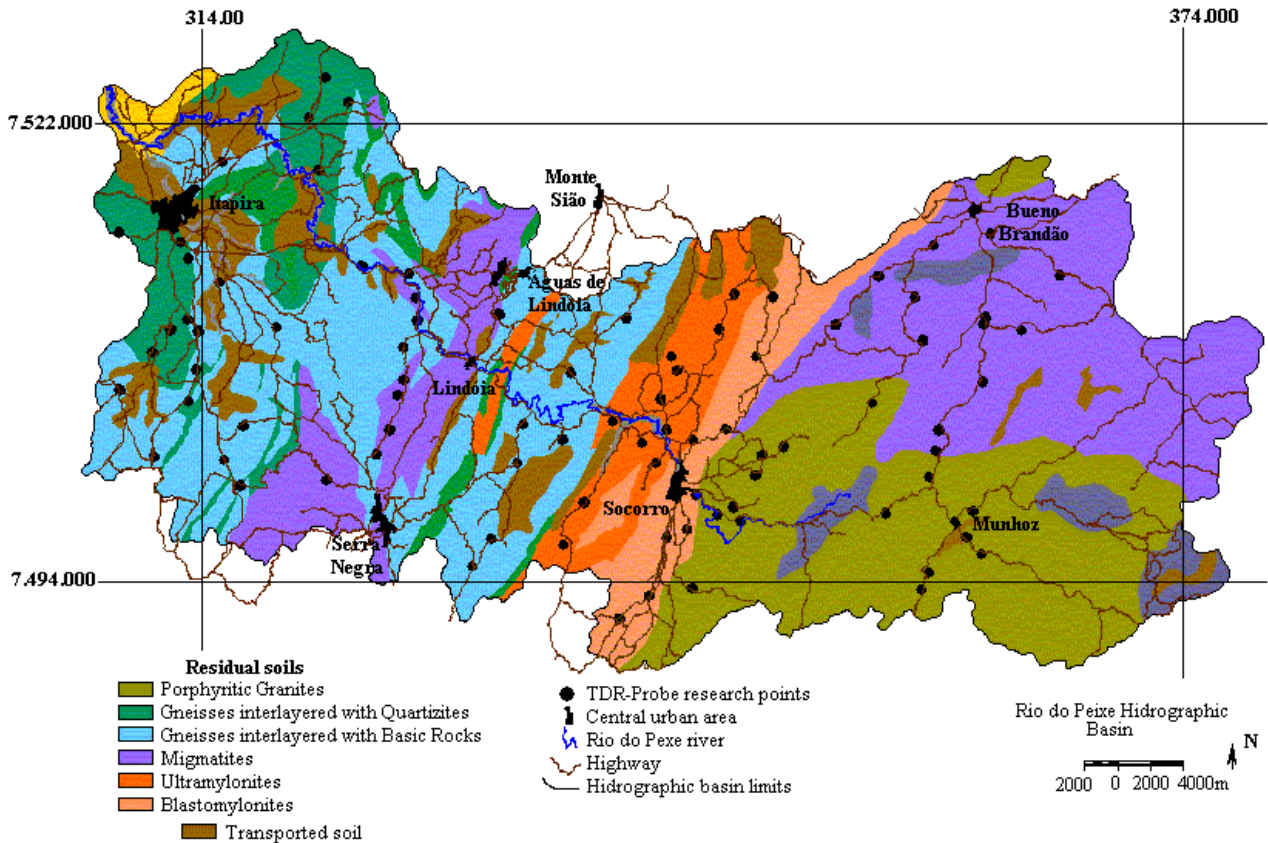 314.00
374.000
7.522.000
Monte
Sião
Itapira
Bueno
Brandão
Aguas de
Lindóia
Lindoia
Socorro
Munhoz
Serra
Negra
7.494.000
Residual soils
Porphyritic Granites
Gneisses interlayered with Quartizites
Gneisses interlayered with Basic Rocks
Migmatites
Ultramylonites
Blastomylonites
Transported soil
TDR-Probe research points
Central urban area
Rio do Pexe river
Highway
Hidrographic basin limits
Rio do Peixe Hidrographic
Basin
N
2000 0 2000 4000m